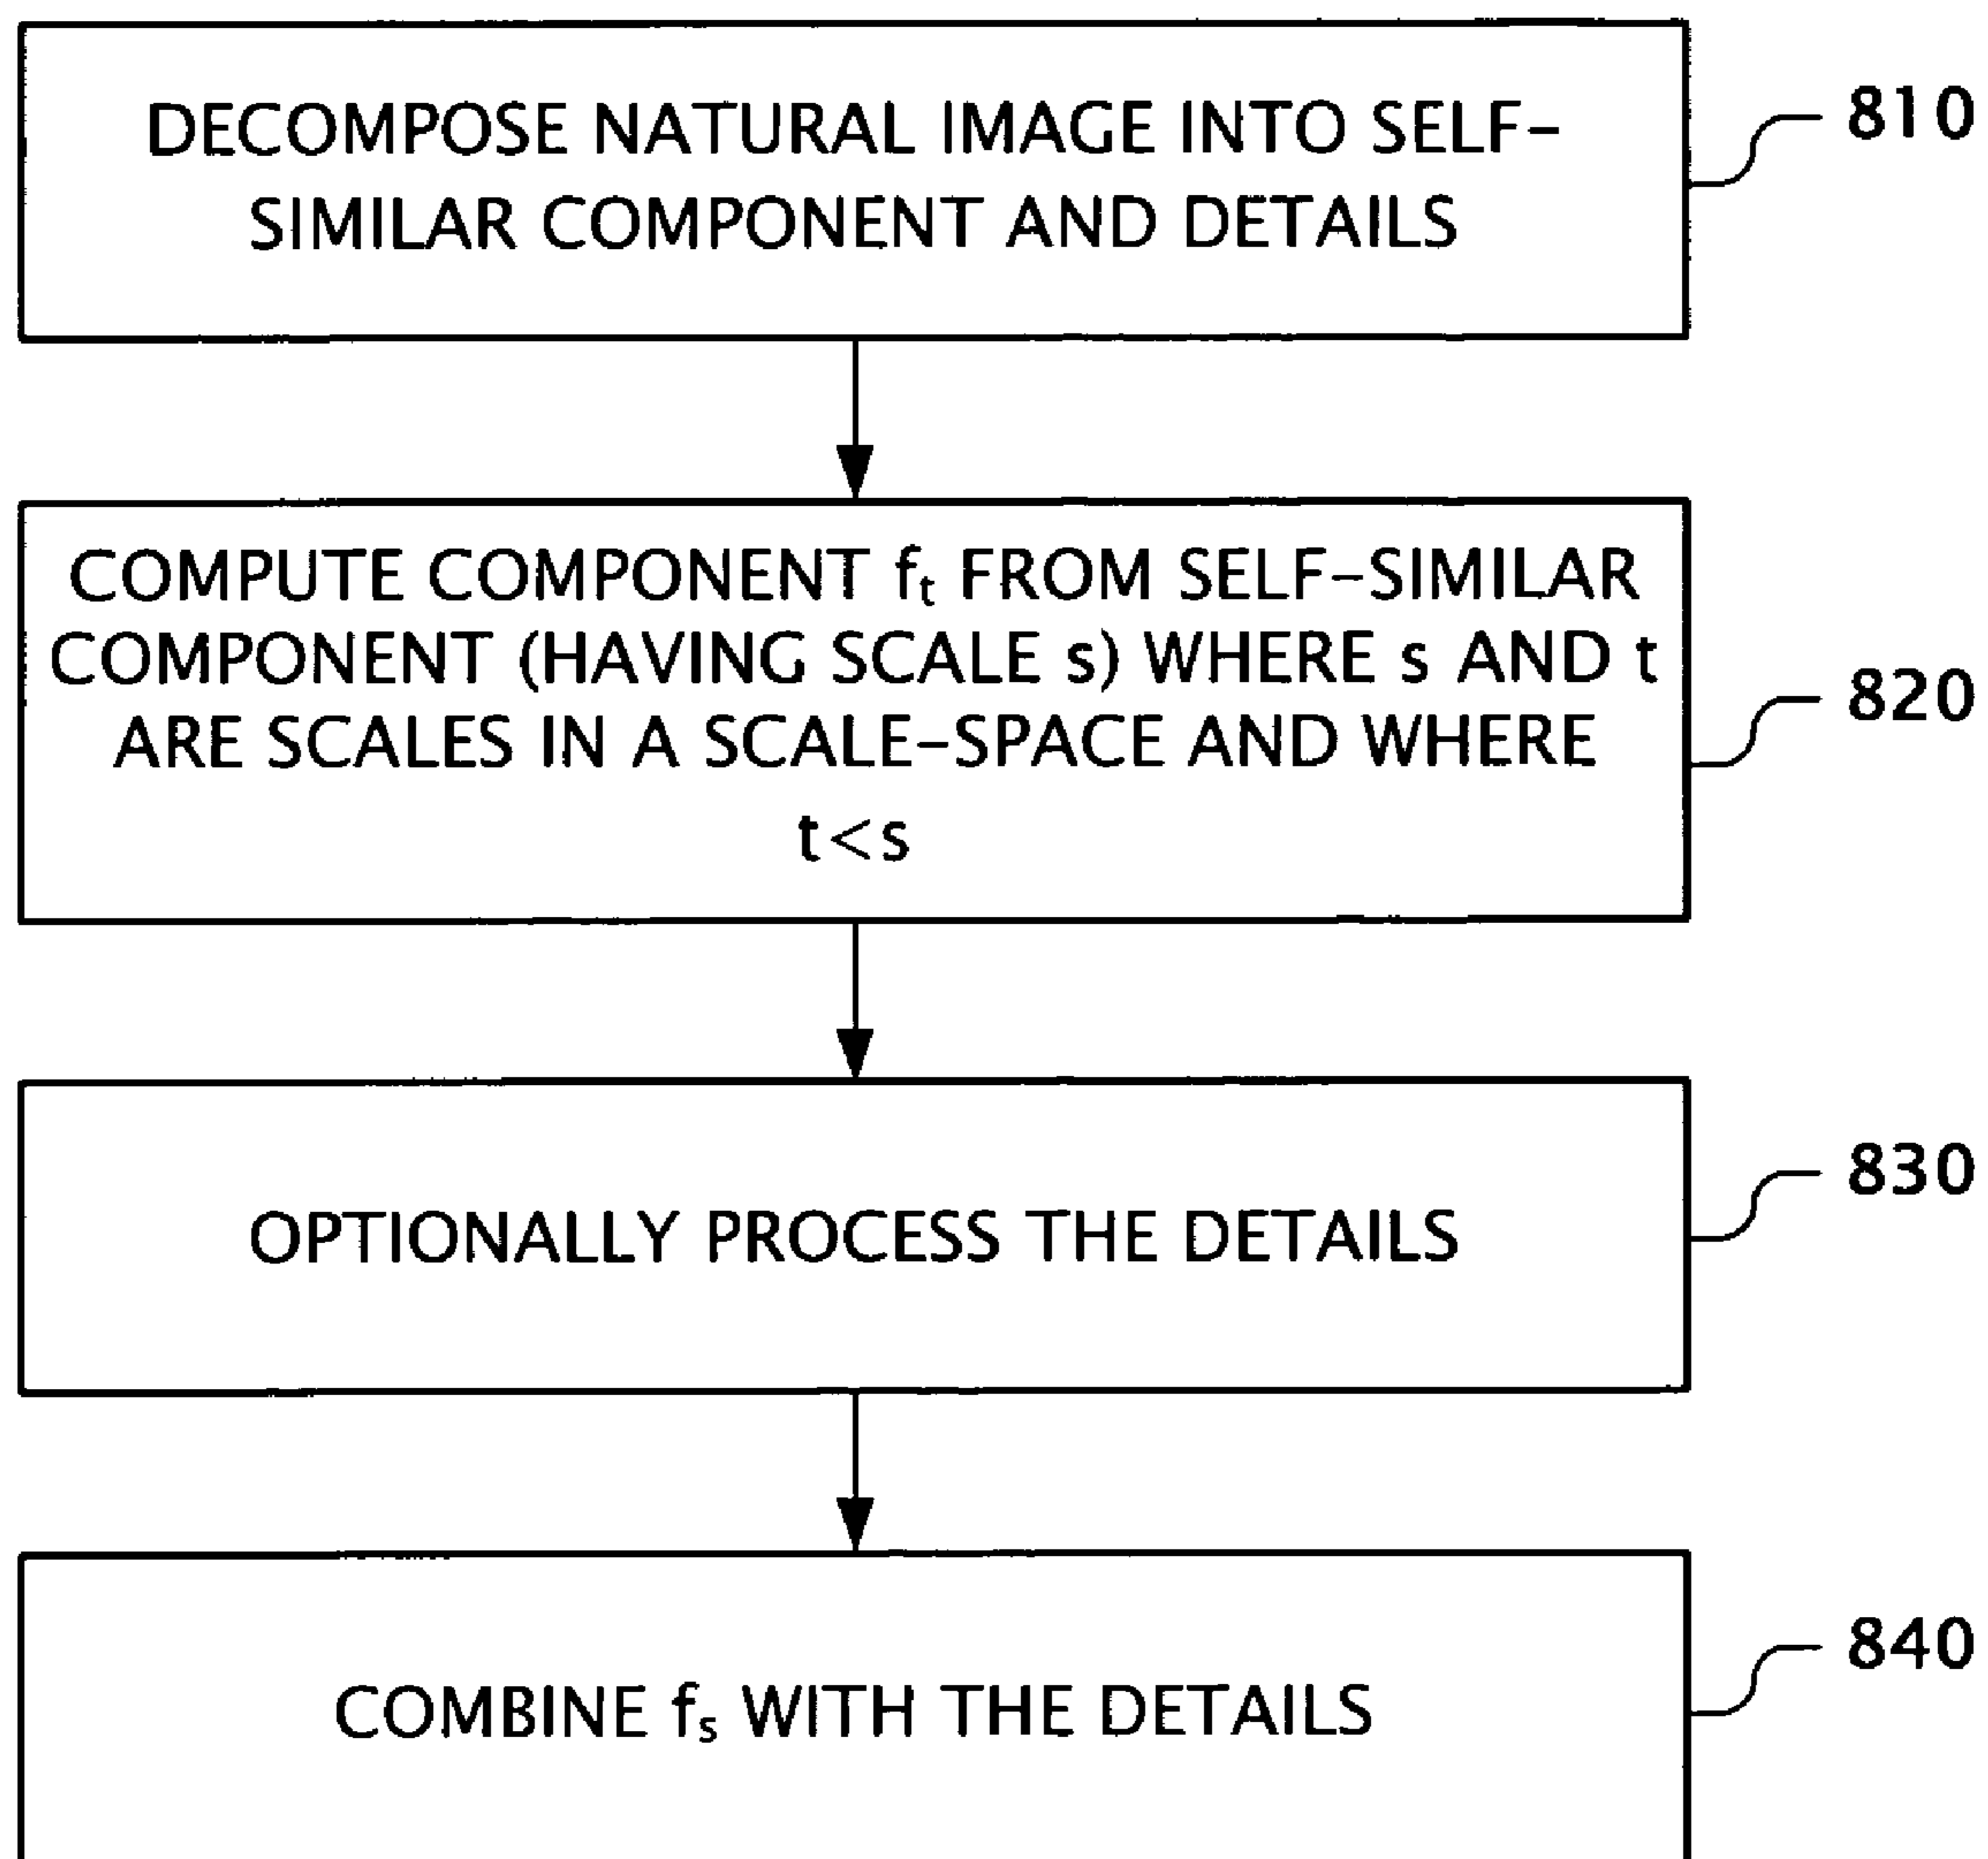 DECOMPOSE NATURAL IMAGE INTO SELF-
SIMILAR COMPONENT AND DETAILS
810
COMPUTE COMPONENT fₜ FROM SELF-SIMILAR
COMPONENT (HAVING SCALE s) WHERE s AND t
ARE SCALES IN A SCALE-SPACE AND WHERE
t<s
820
OPTIONALLY PROCESS THE DETAILS
830
COMBINE fₛ WITH THE DETAILS
840